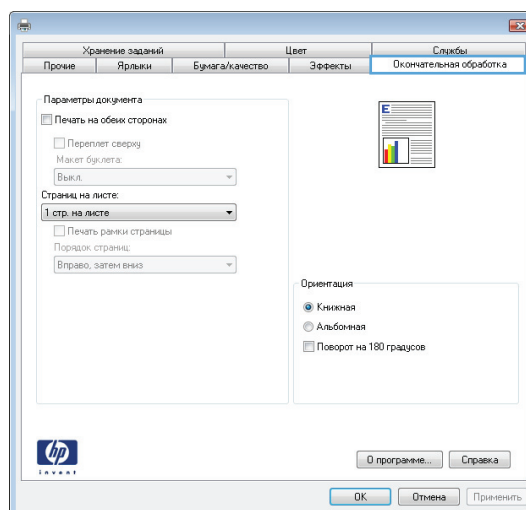 Хранение заданий
Цвет
Службы
Прочие
Ярлыки
Бумага/качество
Эффекты
Окончательная обработка
Параметры документа
Печать на обеих сторонах
Переплет сверху
Макет буклета:
Выкл.
Страниц на листе:
1 стр. на листе
Печать рамки страницы
Порядок страниц:
Вправо, затем вниз
E
Ориентация
Книжная
Альбомная
Поворот на 180 градусов
hp
invent
О программе...
Справка
OK
Отмена
Применить